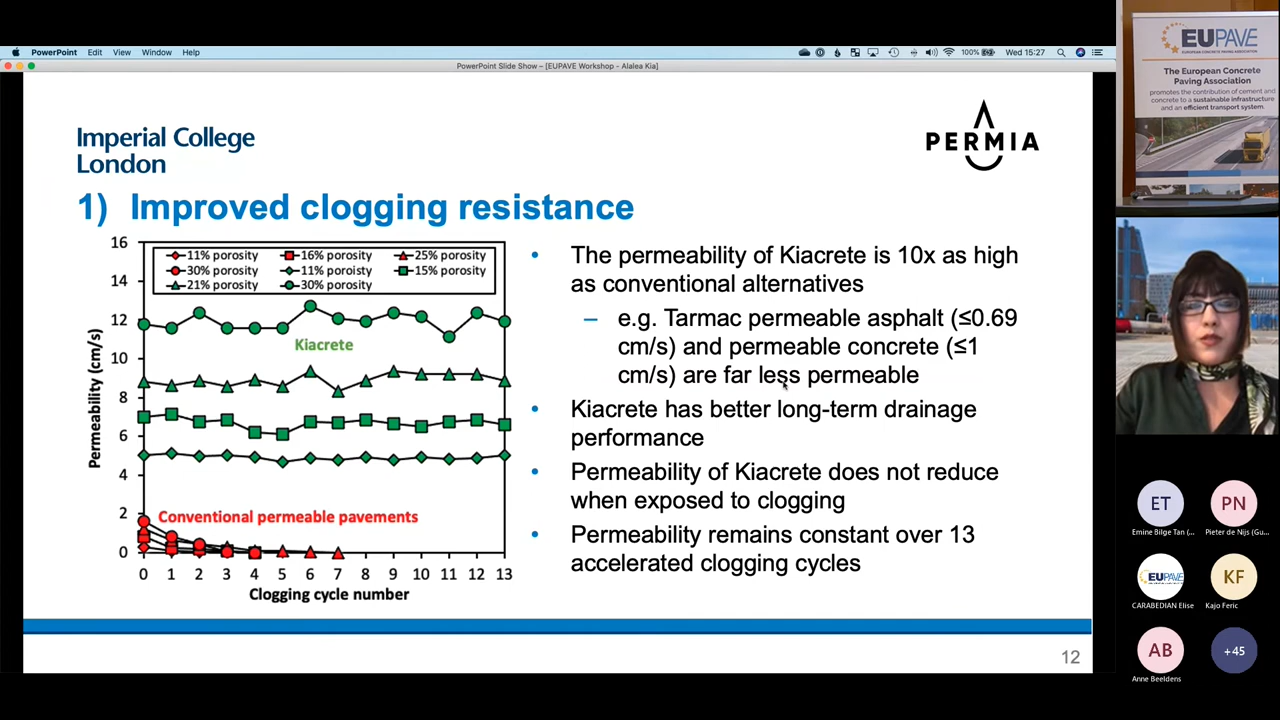 PowerPoint Edit View Window Help
100% Wed 15:27
PowerPoint Slide Show – [EUPAVE Workshop - Alalea Kia]
Imperial College
London
PERMIA
1) Improved clogging resistance
16
14
12
10
8
6
4
2
0
Permeability (cm/s)
11% porosity 16% porosity 25% porosity
30% porosity 11% poroisty 15% porosity
21% porosity 30% porosity
Kiacrete
Conventional permeable pavements
0 1 2 3 4 5 6 7 8 9 10 11 12 13
Clogging cycle number
• The permeability of Kiacrete is 10x as high
as conventional alternatives
– e.g. Tarmac permeable asphalt (≤0.69
cm/s) and permeable concrete (≤1
cm/s) are far less permeable
• Kiacrete has better long-term drainage
performance
• Permeability of Kiacrete does not reduce
when exposed to clogging
• Permeability remains constant over 13
accelerated clogging cycles
12
EUPAVE
EUROPEAN CONCRETE PAVING ASSOCIATION
The European Concrete
Paving Association
promotes the contribution of cement and
concrete to a sustainable infrastructure
and an efficient transport system.
ET
Emine Bilge Tan (...
PN
Pieter de Nijs (Gu...
EUPAVE
CARABEDIAN Elise
KF
Kajo Feric
AB
Anne Beeldens
+45